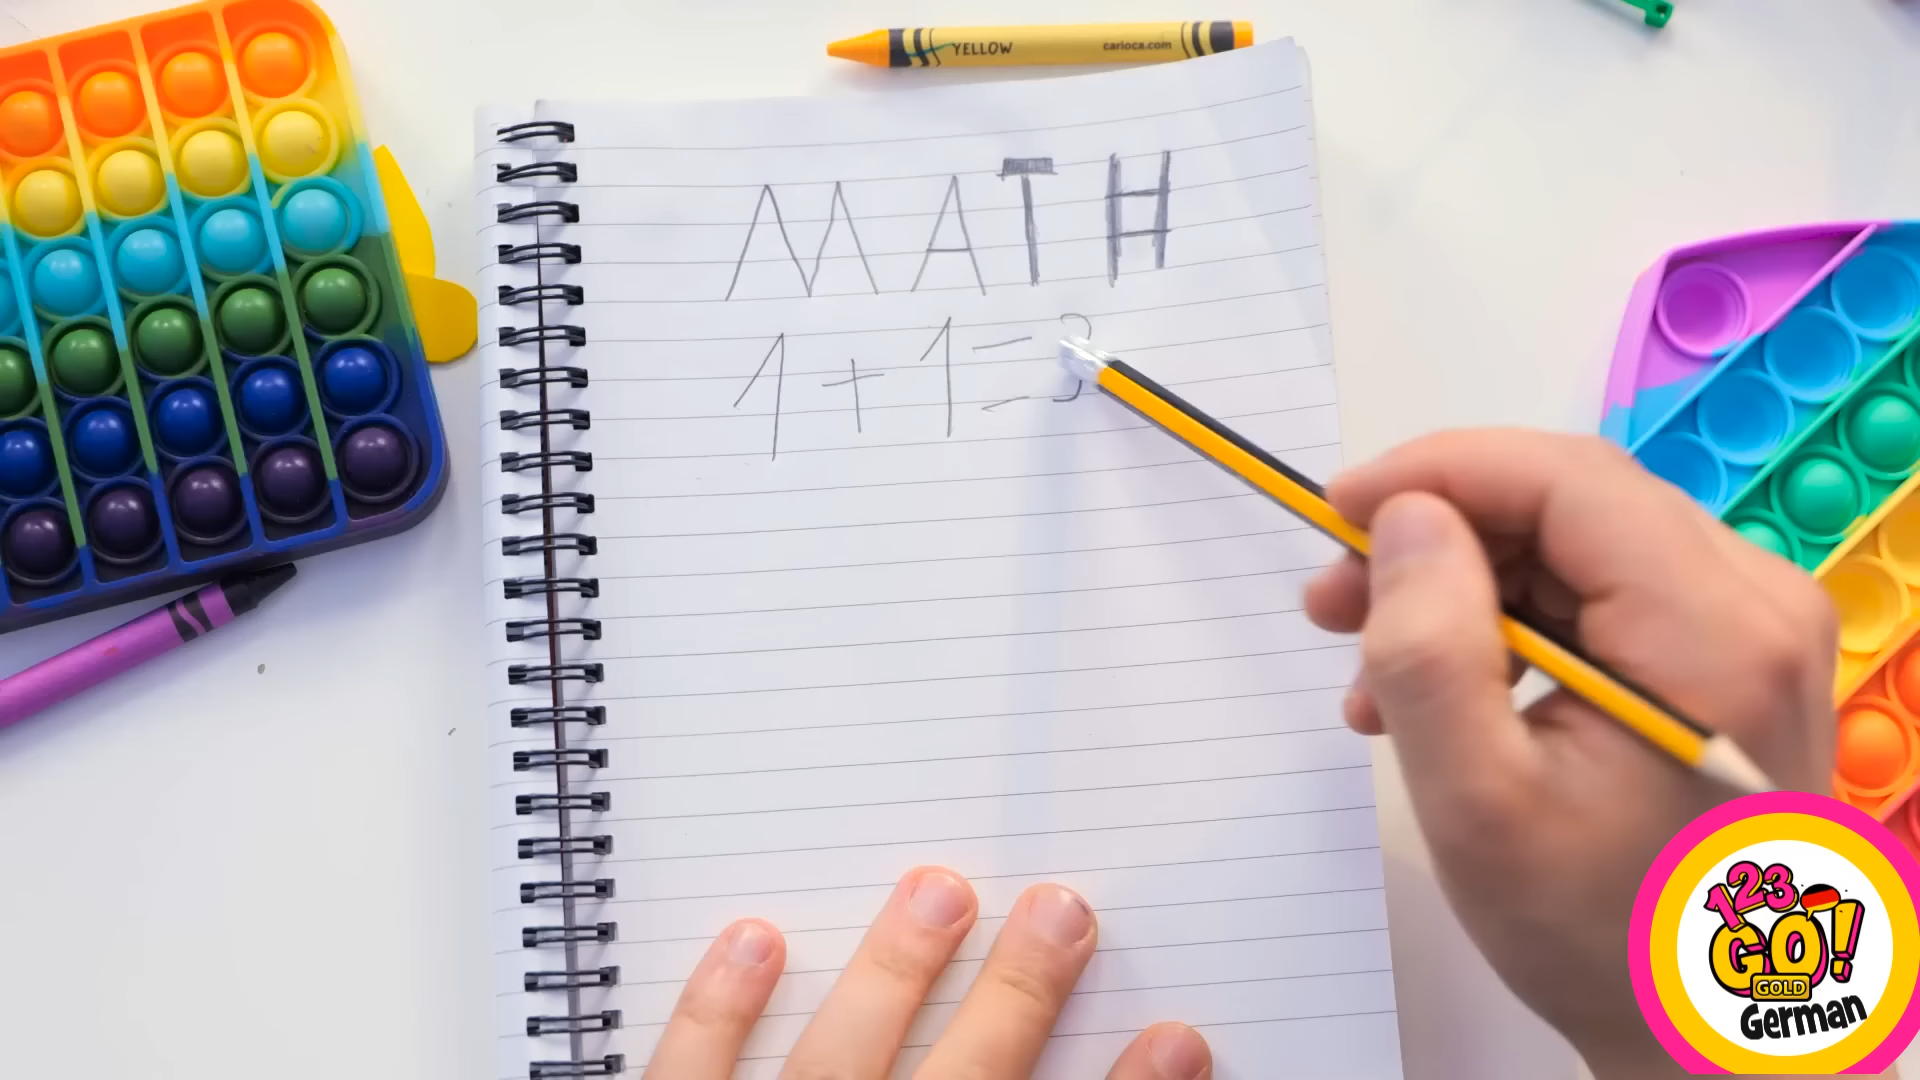 YELLOW carioca.com
MATH
1+1=3
123
GO!
GOLD
German